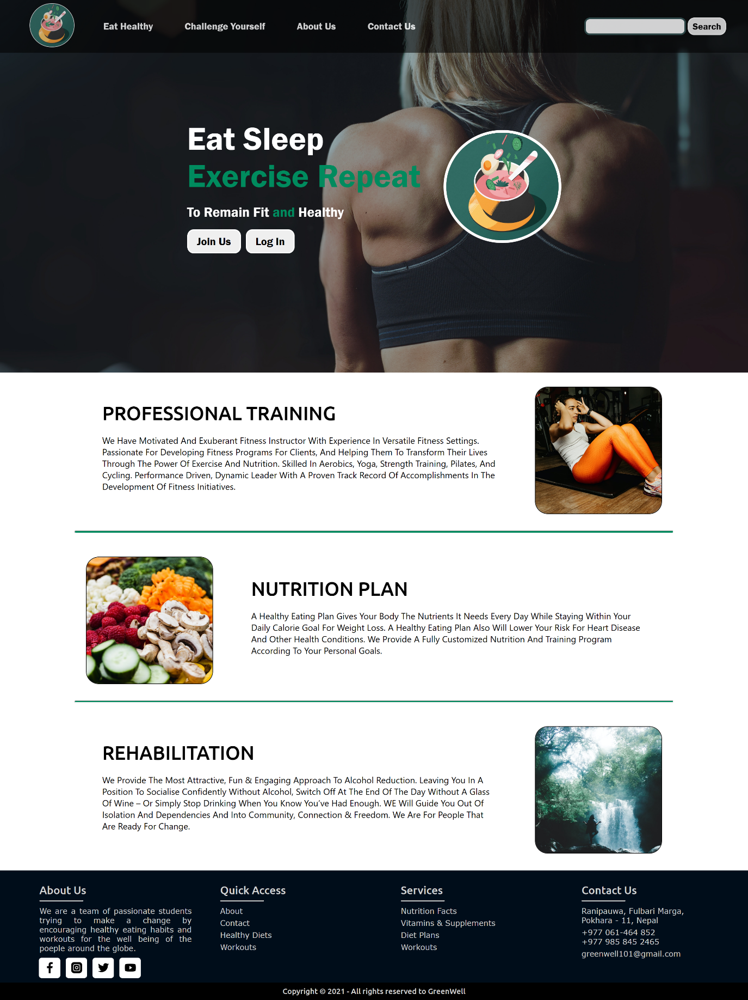 Eat Healthy
Challenge Yourself
About Us
Contact Us
Search
Eat Sleep
Exercise Repeat
To Remain Fit and Healthy
Join Us
Log In
PROFESSIONAL TRAINING
We Have Motivated And Exuberant Fitness Instructor With Experience In Versatile Fitness Settings.
Passionate For Developing Fitness Programs For Clients, And Helping Them To Transform Their Lives
Through The Power Of Exercise And Nutrition. Skilled In Aerobics, Yoga, Strength Training, Pilates, And
Cycling. Performance Driven, Dynamic Leader With A Proven Track Record Of Accomplishments In The
Development Of Fitness Initiatives.
NUTRITION PLAN
A Healthy Eating Plan Gives Your Body The Nutrients It Needs Every Day While Staying Within Your
Daily Calorie Goal For Weight Loss. A Healthy Eating Plan Also Will Lower Your Risk For Heart Disease
And Other Health Conditions. We Provide A Fully Customized Nutrition And Training Program
According To Your Personal Goals.
REHABILITATION
We Provide The Most Attractive, Fun & Engaging Approach To Alcohol Reduction. Leaving You In A
Position To Socialise Confidently Without Alcohol, Switch Off At The End Of The Day Without A Glass
Of Wine – Or Simply Stop Drinking When You Know You've Had Enough. WE Will Guide You Out Of
Isolation And Dependencies And Into Community, Connection & Freedom. We Are For People That
Are Ready For Change.
About Us
We are a team of passionate students
trying to make a change by
encouraging healthy eating habits and
workouts for the well being of the
poeple around the globe.
Quick Access
About
Contact
Healthy Diets
Workouts
Services
Nutrition Facts
Vitamins & Supplements
Diet Plans
Workouts
Contact Us
Ranipauwa, Fulbari Marga,
Pokhara - 11, Nepal
+977 061-464 852
+977 985 845 2465
greenwell101@gmail.com
Copyright © 2021 - All rights reserved to GreenWell